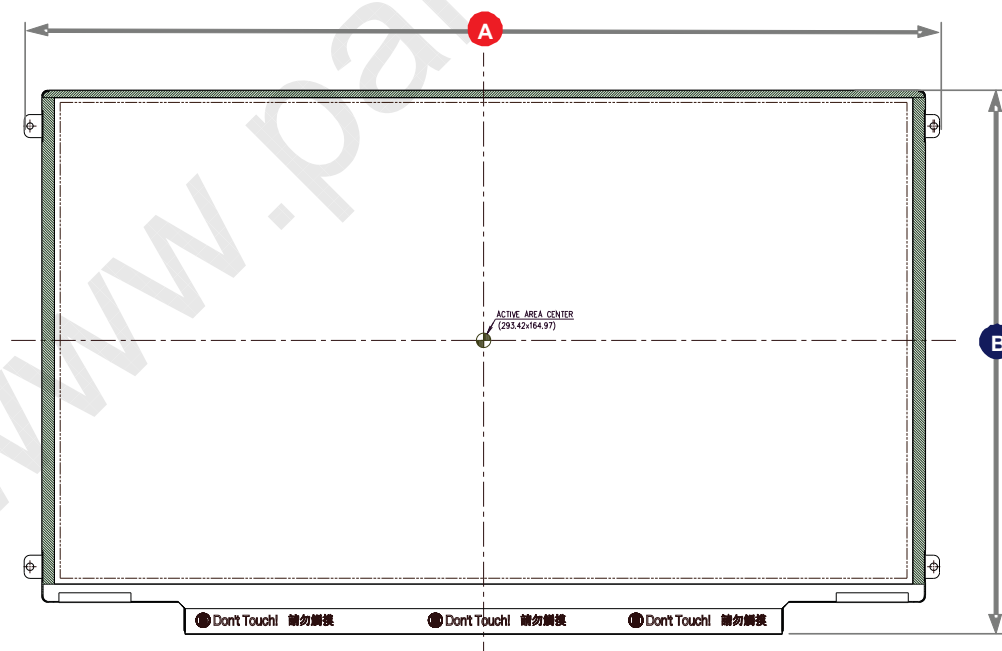 A
www.pa
ACTIVE AREA CENTER
(293.42x164.97)
B
Don't Touch! 請勿觸摸 Don't Touch! 請勿觸摸 Don't Touch! 請勿觸摸